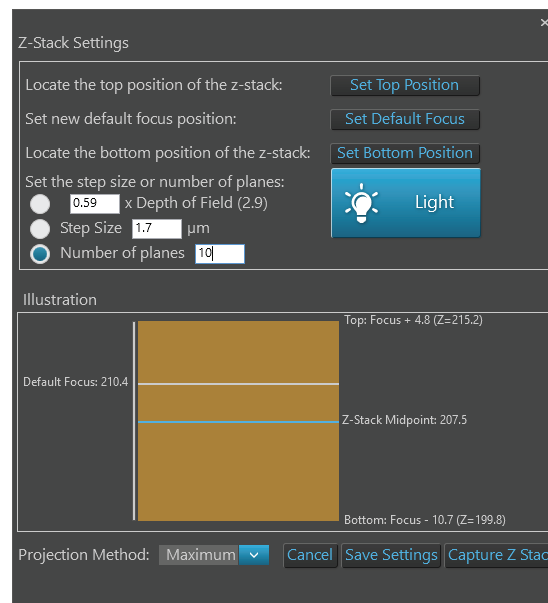 Z-Stack Settings
Locate the top position of the z-stack: Set Top Position
Set new default focus position: Set Default Focus
Locate the bottom position of the z-stack: Set Bottom Position
Set the step size or number of planes:
0.59 x Depth of Field (2.9)
Light
Step Size 1.7 µm
Number of planes 10
Illustration
Top: Focus + 4.8 (Z=215.2)
Default Focus: 210.4
Z-Stack Midpoint: 207.5
Bottom: Focus - 10.7 (Z=199.8)
Projection Method: Maximum Cancel Save Settings Capture Z Stac